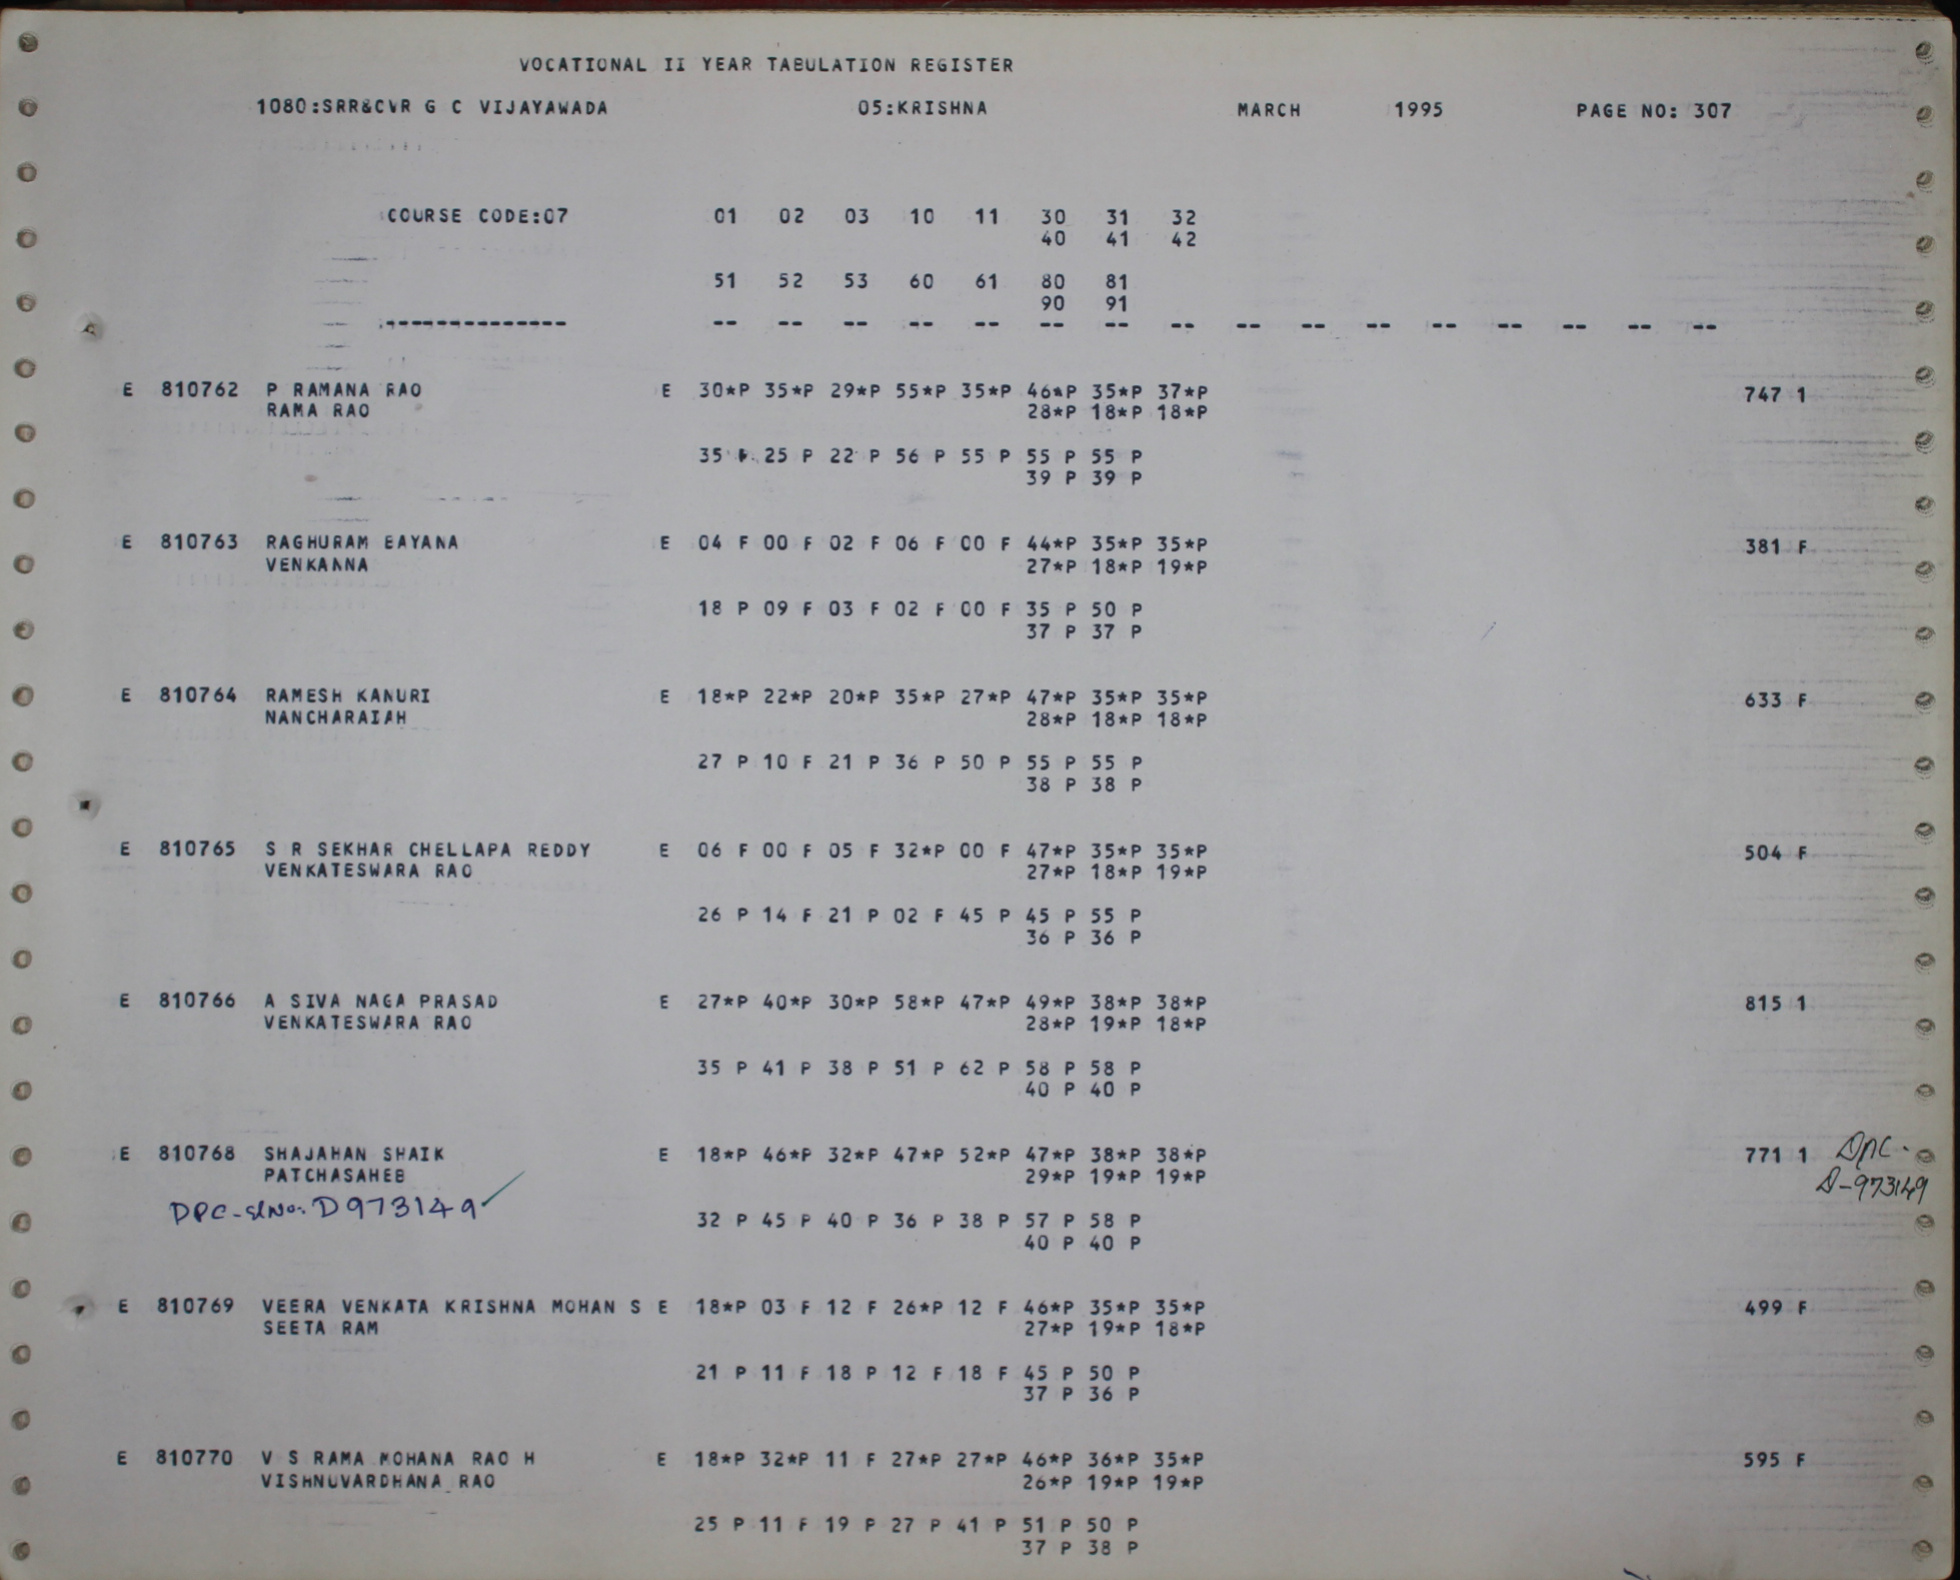 VOCATIONAL II YEAR TABULATION REGISTER
1080:SRR&CVR G C VIJAYAWADA 05:KRISHNA MARCH 1995 PAGE NO: 307
COURSE CODE:07 01 02 03 10 11 30 31 32
40 41 42
51 52 53 60 61 80 81
90 91
-------------- -- -- -- -- -- -- -- -- -- -- -- -- -- -- -- --
E 810762 P RAMANA RAO E 30*P 35*P 29*P 55*P 35*P 46*P 35*P 37*P 747 1
RAMA RAO 28*P 18*P 18*P
35 P 25 P 22 P 56 P 55 P 55 P 55 P
39 P 39 P
E 810763 RAGHURAM BAYANA E 04 F 00 F 02 F 06 F 00 F 44*P 35*P 35*P 381 F
VENKANNA 27*P 18*P 19*P
18 P 09 F 03 F 02 F 00 F 35 P 50 P
37 P 37 P
E 810764 RAMESH KANURI E 18*P 22*P 20*P 35*P 27*P 47*P 35*P 35*P 633 F
NANCHARAIAH 28*P 18*P 18*P
27 P 10 F 21 P 36 P 50 P 55 P 55 P
38 P 38 P
E 810765 S R SEKHAR CHELLAPA REDDY E 06 F 00 F 05 F 32*P 00 F 47*P 35*P 35*P 504 F
VENKATESWARA RAO 27*P 18*P 19*P
26 P 14 F 21 P 02 F 45 P 45 P 55 P
36 P 36 P
E 810766 A SIVA NAGA PRASAD E 27*P 40*P 30*P 58*P 47*P 49*P 38*P 38*P 815 1
VENKATESWARA RAO 28*P 19*P 18*P
35 P 41 P 38 P 51 P 62 P 58 P 58 P
40 P 40 P
E 810768 SHAJAHAN SHAIK E 18*P 46*P 32*P 47*P 52*P 47*P 38*P 38*P 771 1 DPC-
PATCHASAHEB 29*P 19*P 19*P D-973149
DPC-SlNo: D973149
32 P 45 P 40 P 36 P 38 P 57 P 58 P
40 P 40 P
E 810769 VEERA VENKATA KRISHNA MOHAN S E 18*P 03 F 12 F 26*P 12 F 46*P 35*P 35*P 499 F
SEETA RAM 27*P 19*P 18*P
21 P 11 F 18 P 12 F 18 F 45 P 50 P
37 P 36 P
E 810770 V S RAMA MOHANA RAO H E 18*P 32*P 11 F 27*P 27*P 46*P 36*P 35*P 595 F
VISHNUVARDHANA RAO 26*P 19*P 19*P
25 P 11 F 19 P 27 P 41 P 51 P 50 P
37 P 38 P